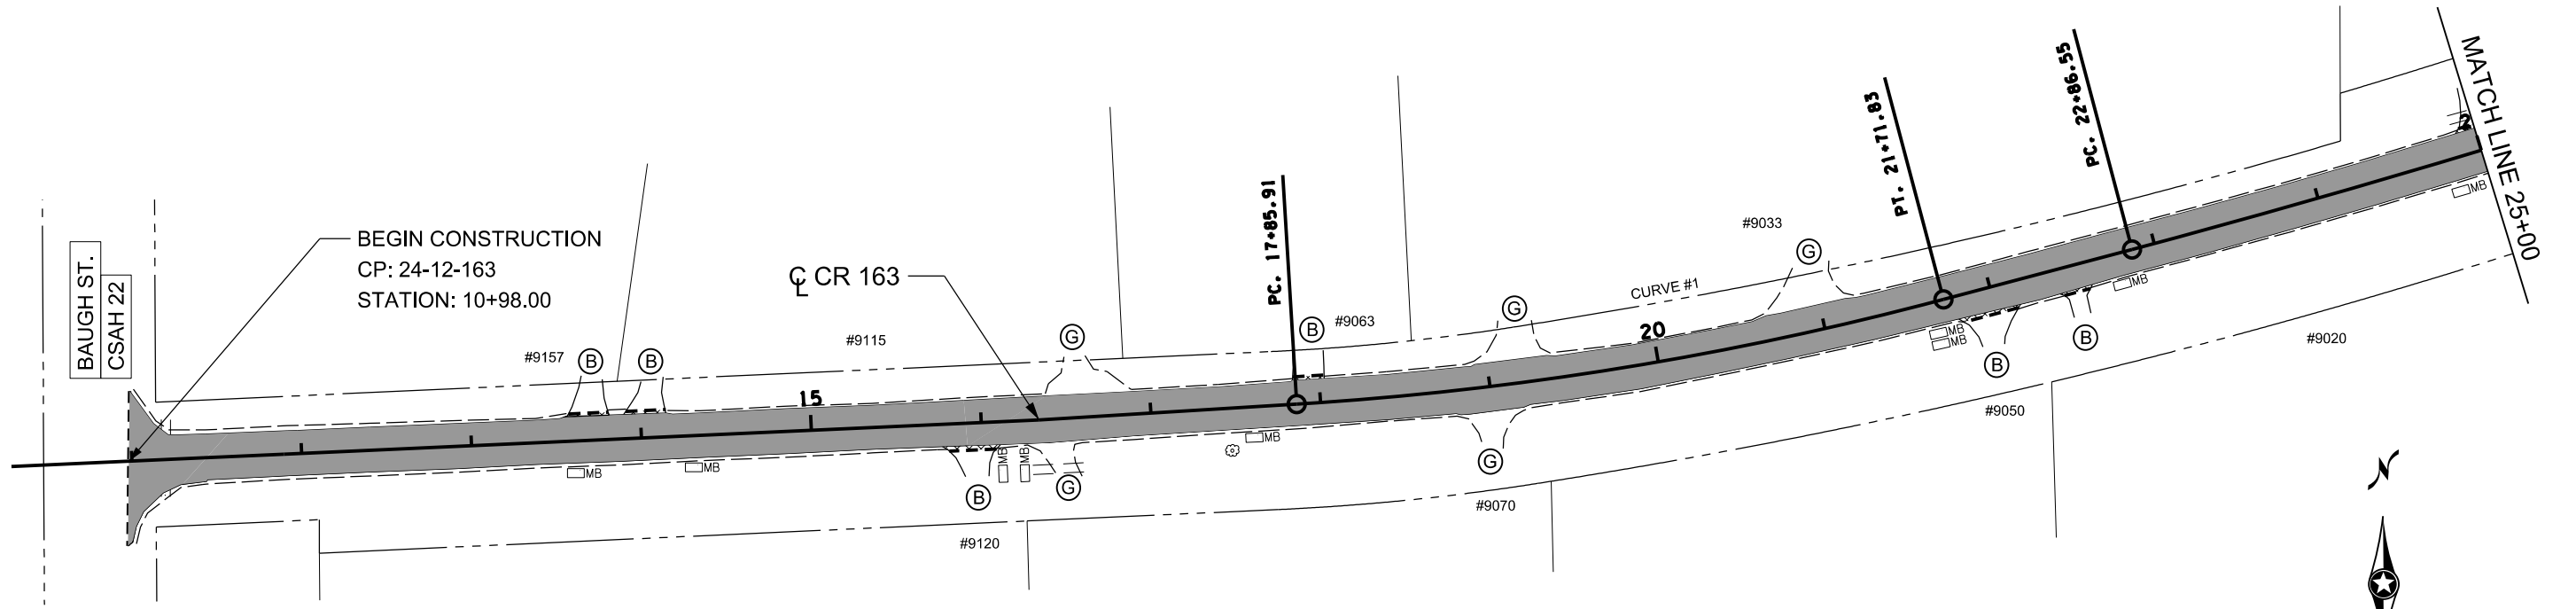 BAUGH ST.
CSAH 22
BEGIN CONSTRUCTION
CP: 24-12-163
STATION: 10+98.00
℄ CR 163
#9157
B
B
#9115
15
G
PC. 17+85.91
B
#9063
G
CURVE #1
#9033
G
20
PT. 21+71.83
PC. 22+86.55
2
MATCH LINE 25+00
MB
MB
B
MB
MB
G
MB
G
MB
MB
B
B
MB
MB
#9120
#9070
#9050
#9020
N